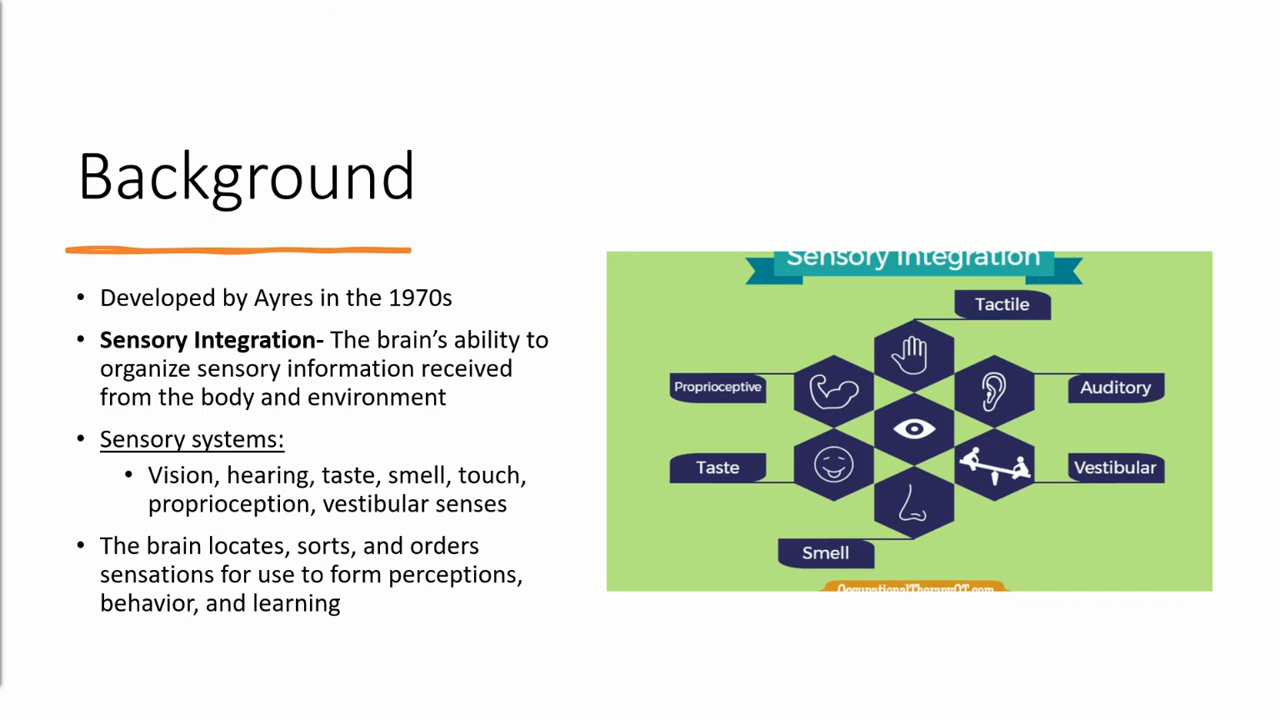 Background
• Developed by Ayres in the 1970s
• Sensory Integration- The brain's ability to
organize sensory information received
from the body and environment
• Sensory systems:
• Vision, hearing, taste, smell, touch,
proprioception, vestibular senses
• The brain locates, sorts, and orders
sensations for use to form perceptions,
behavior, and learning
Sensory Integration
Tactile
Proprioceptive
Auditory
Taste
Vestibular
Smell
OccupationalTherapyOT.com